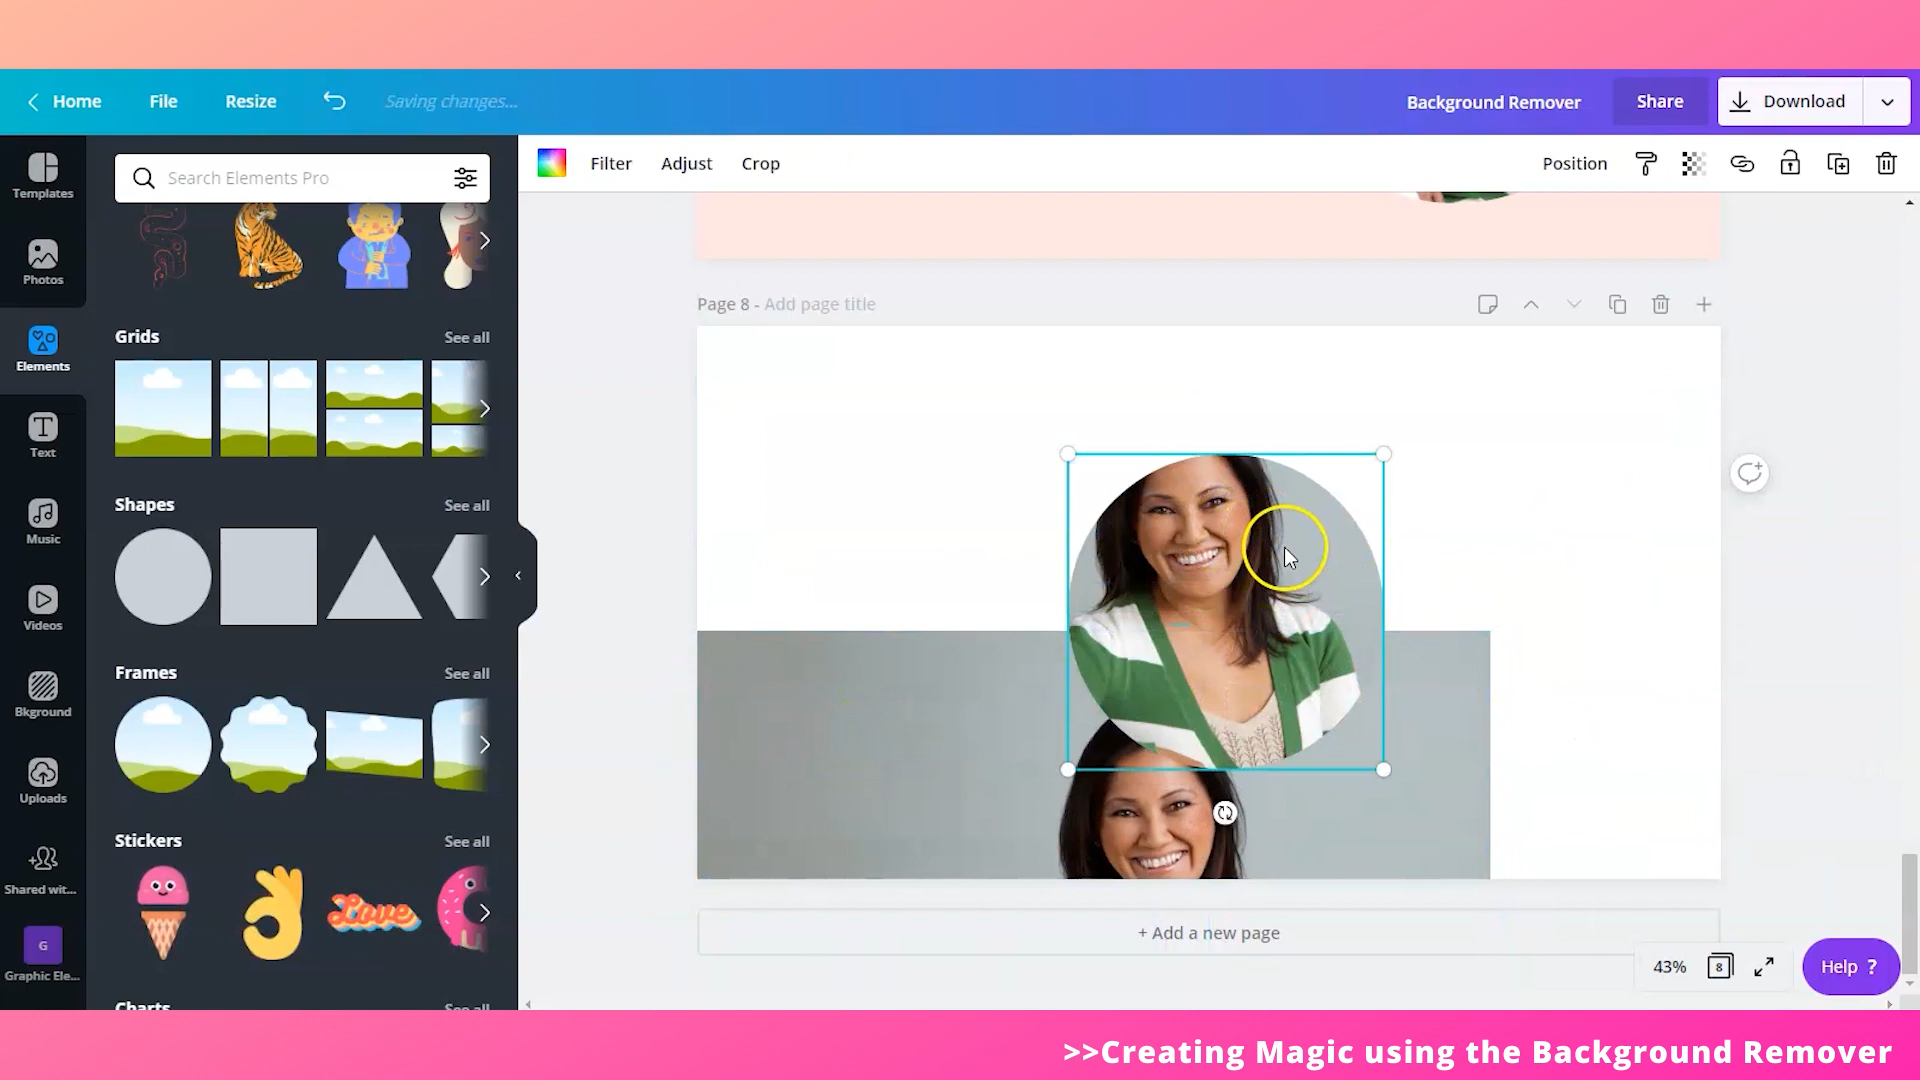 Home
File
Resize
Saving changes...
Background Remover
Share
Download
Templates
Photos
Elements
Text
Music
Videos
Bkground
Uploads
Shared wit...
G
Graphic Ele...
Search Elements Pro
Grids
See all
Shapes
See all
Frames
See all
Stickers
See all
Love
Charts
See all
Filter
Adjust
Crop
Position
Page 8 - Add page title
+ Add a new page
43%
8
Help ?
>>Creating Magic using the Background Remover